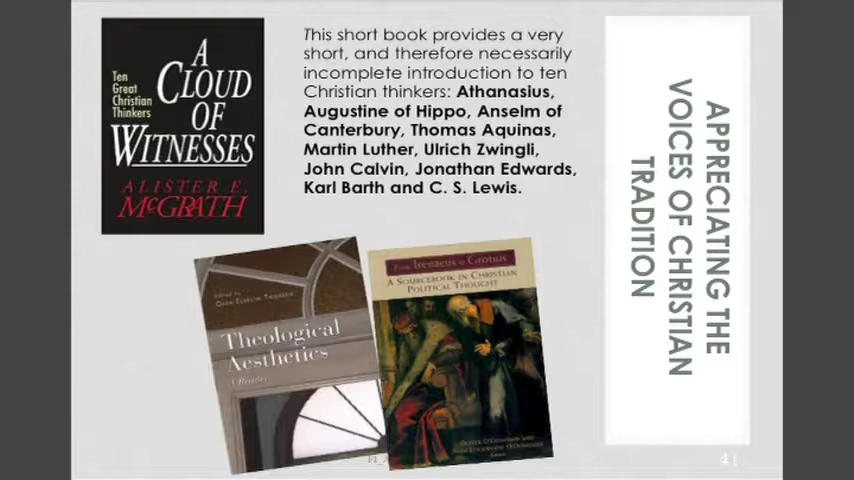 A
CLOUD
OF
WITNESSES
Ten
Great
Christian
Thinkers
ALISTER E.
McGRATH
This short book provides a very
short, and therefore necessarily
incomplete introduction to ten
Christian thinkers: Athanasius,
Augustine of Hippo, Anselm of
Canterbury, Thomas Aquinas,
Martin Luther, Ulrich Zwingli,
John Calvin, Jonathan Edwards,
Karl Barth and C. S. Lewis.
APPRECIATING THE
VOICES OF CHRISTIAN
TRADITION
Theological
Aesthetics
A Reader
From Irenaeus to Grotius
A SOURCEBOOK IN CHRISTIAN
POLITICAL THOUGHT
41